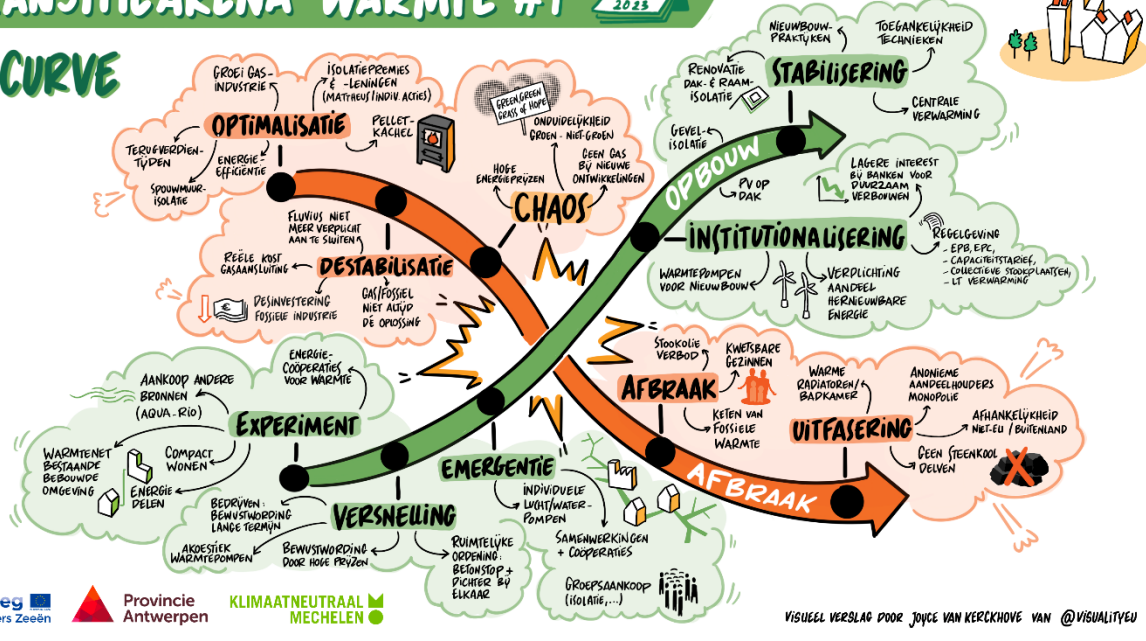 ANSITIEARENA WARMTE #1
2023
CURVE
GROEI GAS-
INDUSTRIE
ISOLATIEPREMIES
& -LENINGEN
(MATTHEUS/INDIV. ACTIES)
OPTIMALISATIE
PELLET-
KACHEL
TERUGVERDIEN-
TIJDEN
ENERGIE-
EFFICIËNTIE
SPOUWMUUR-
ISOLATIE
GREEN GREEN
GRASS OF HOPE
ONDUIDELIJKHEID
GROEN - NIET-GROEN
HOGE
ENERGIEPRIJZEN
GEEN GAS
BIJ NIEUWE
ONTWIKKELINGEN
CHAOS
FLUVIUS NIET
MEER VERPLICHT
AAN TE SLUITEN
REËLE KOST
GASAANSLUITING
DESTABILISATIE
DESINVESTERING
FOSSIELE INDUSTRIE
GAS/FOSSIEL
NIET ALTIJD
DÉ OPLOSSING
NIEUWBOUW-
PRAKTIJKEN
TOEGANKELIJKHEID
TECHNIEKEN
RENOVATIE
DAK- & RAAM-
ISOLATIE
STABILISERING
CENTRALE
VERWARMING
GEVEL-
ISOLATIE
OPBOUW
PV OP
DAK
LAGERE INTEREST
BIJ BANKEN VOOR
DUURZAAM
VERBOUWEN
INSTITUTIONALISERING
REGELGEVING
- EPB, EPC,
- CAPACITEITSTARIEF,
- COLLECTIEVE STOOKPLAATSEN,
- LT VERWARMING
WARMTEPOMPEN
VOOR NIEUWBOUW
VERPLICHTING
AANDEEL
HERNIEUWBARE
ENERGIE
ENERGIE-
COÖPERATIES
VOOR WARMTE
AANKOOP ANDERE
BRONNEN
(AQUA-RIO)
EXPERIMENT
WARMTENET
BESTAANDE
BEBOUWDE
OMGEVING
COMPACT
WONEN
ENERGIE
DELEN
BEDRIJVEN:
BEWUSTWORDING
LANGE TERMIJN
VERSNELLING
AKOESTIEK
WARMTEPOMPEN
BEWUSTWORDING
DOOR HOGE PRIJZEN
RUIMTELIJKE
ORDENING:
BETONSTOP +
DICHTER BIJ
ELKAAR
EMERGENTIE
INDIVIDUELE
LUCHT/WATER-
POMPEN
SAMENWERKINGEN
+ COÖPERATIES
GROEPSAANKOOP
(ISOLATIE,...)
STOOKOLIE
VERBOD
KWETSBARE
GEZINNEN
AFBRAAK
KETEN VAN
FOSSIELE
WARMTE
WARME
RADIATOREN/
BADKAMER
ANONIEME
AANDEELHOUDERS
MONOPOLIE
UITFASERING
AFHANKELIJKHEID
NIET-EU / BUITENLAND
GEEN STEENKOOL
DELVEN
AFBRAAK
eg
ers Zeeën
Provincie
Antwerpen
KLIMAATNEUTRAAL
MECHELEN
VISUEEL VERSLAG DOOR JOYCE VAN KERCKHOVE VAN @VISUALITYEU